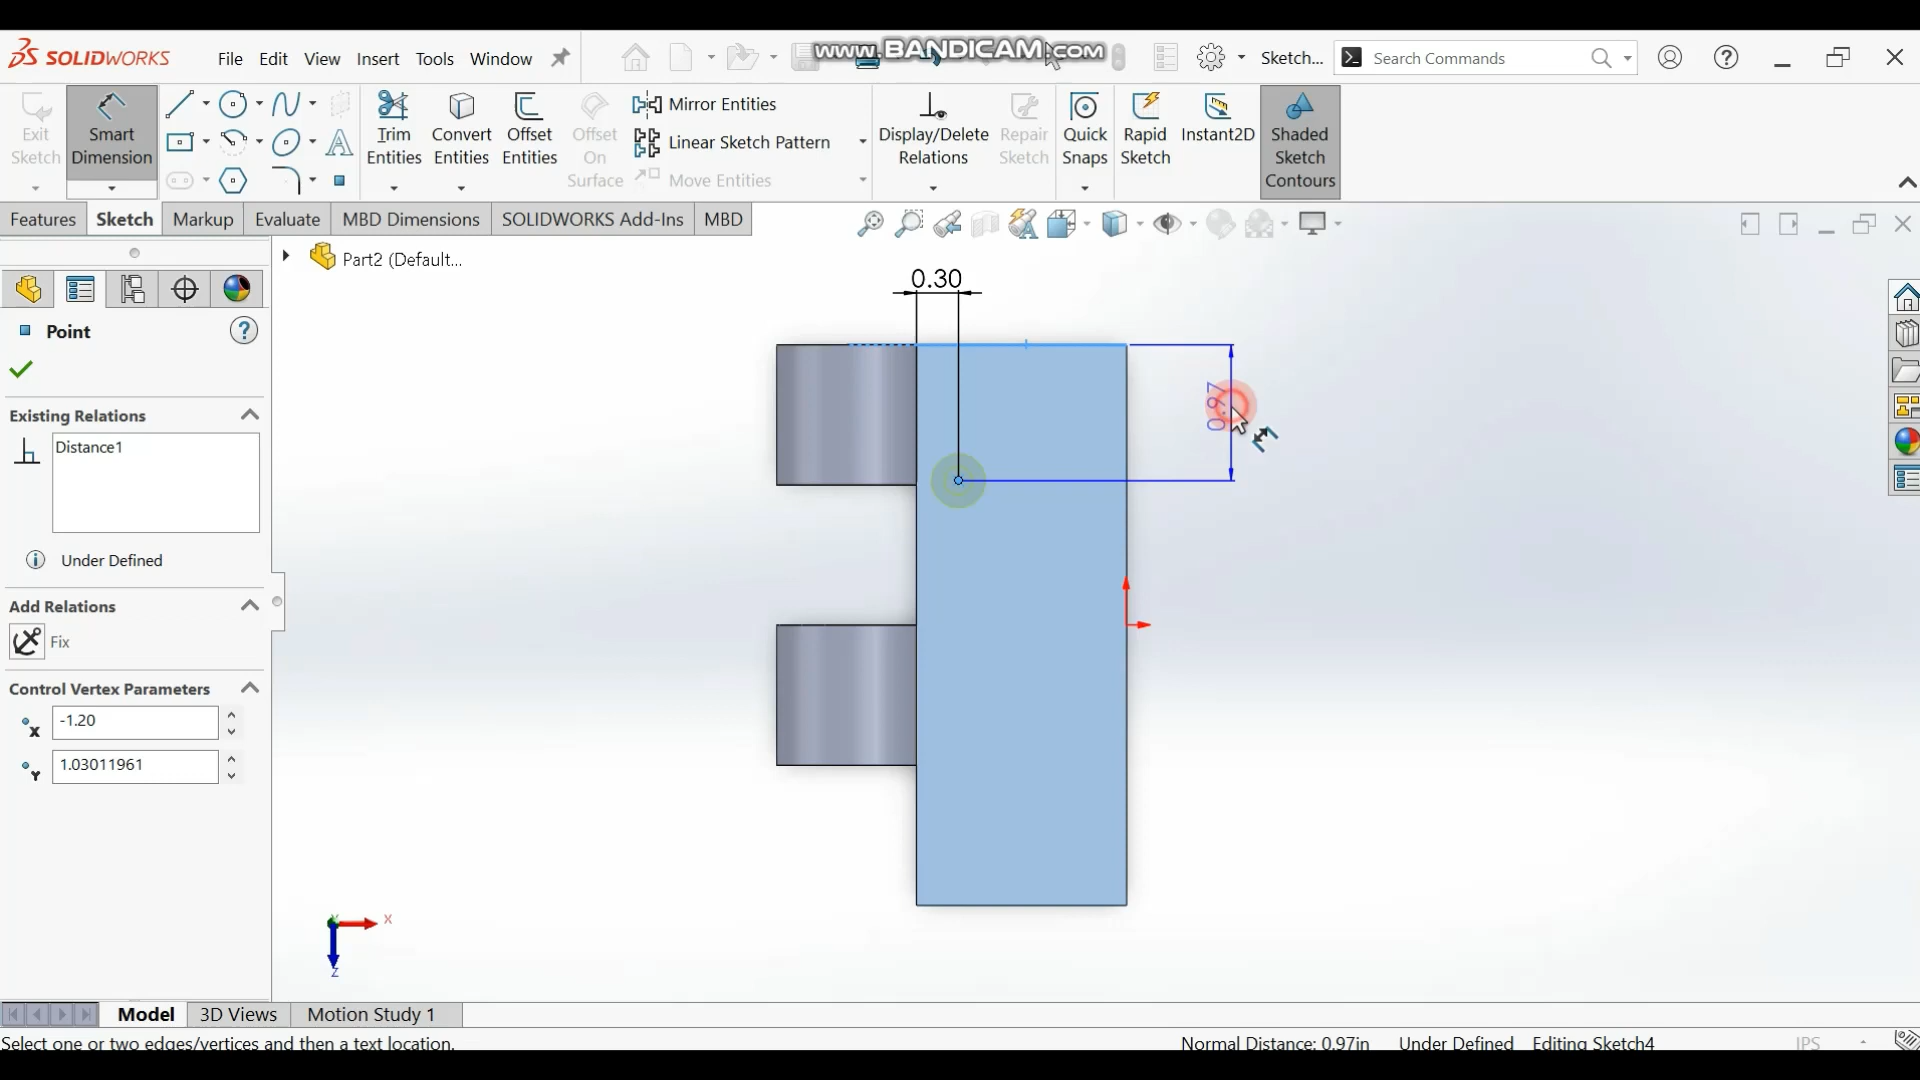 SOLIDWORKS
File Edit View Insert Tools Window
www.BANDICAM.com
Sketch...
Search Commands
Exit Sketch
Smart Dimension
Trim Entities
Convert Entities
Offset Entities
Offset On Surface
Mirror Entities
Linear Sketch Pattern
Move Entities
Display/Delete Relations
Repair Sketch
Quick Snaps
Rapid Sketch
Instant2D
Shaded Sketch Contours
Features Sketch Markup Evaluate MBD Dimensions SOLIDWORKS Add-Ins MBD
Part2 (Default...
Point
Existing Relations
Distance1
Under Defined
Add Relations
Fix
Control Vertex Parameters
X -1.20
Y 1.03011961
0.30
0.97
Y
X
Z
Model 3D Views Motion Study 1
Select one or two edges/vertices and then a text location.
Normal Distance: 0.97in Under Defined Editing Sketch4 IPS